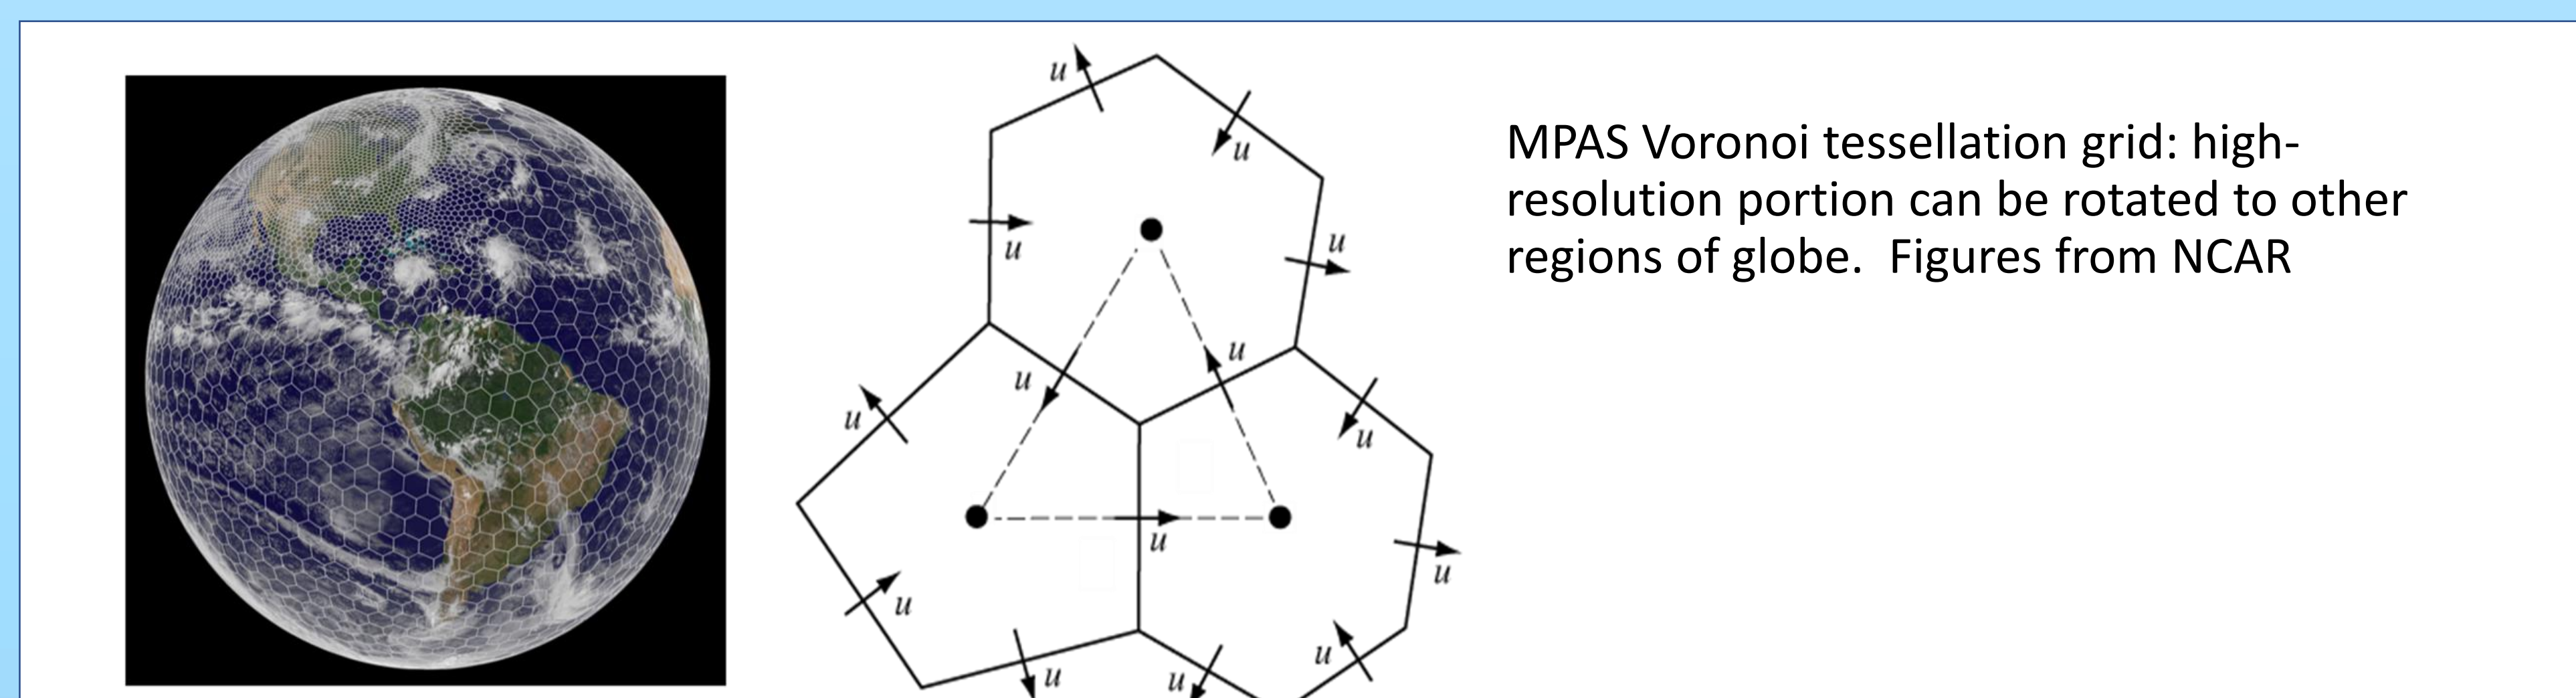 u
u
u
u
u
u
u
u
u
u
u
u
u
u
MPAS Voronoi tessellation grid: high-
resolution portion can be rotated to other
regions of globe.  Figures from NCAR